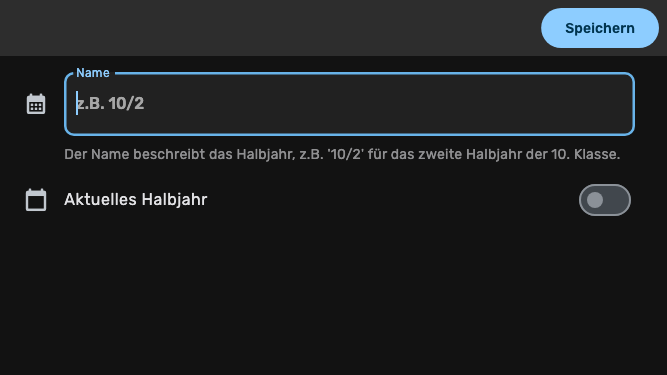 Speichern
Name
z.B. 10/2
Der Name beschreibt das Halbjahr, z.B. '10/2' für das zweite Halbjahr der 10. Klasse.
Aktuelles Halbjahr